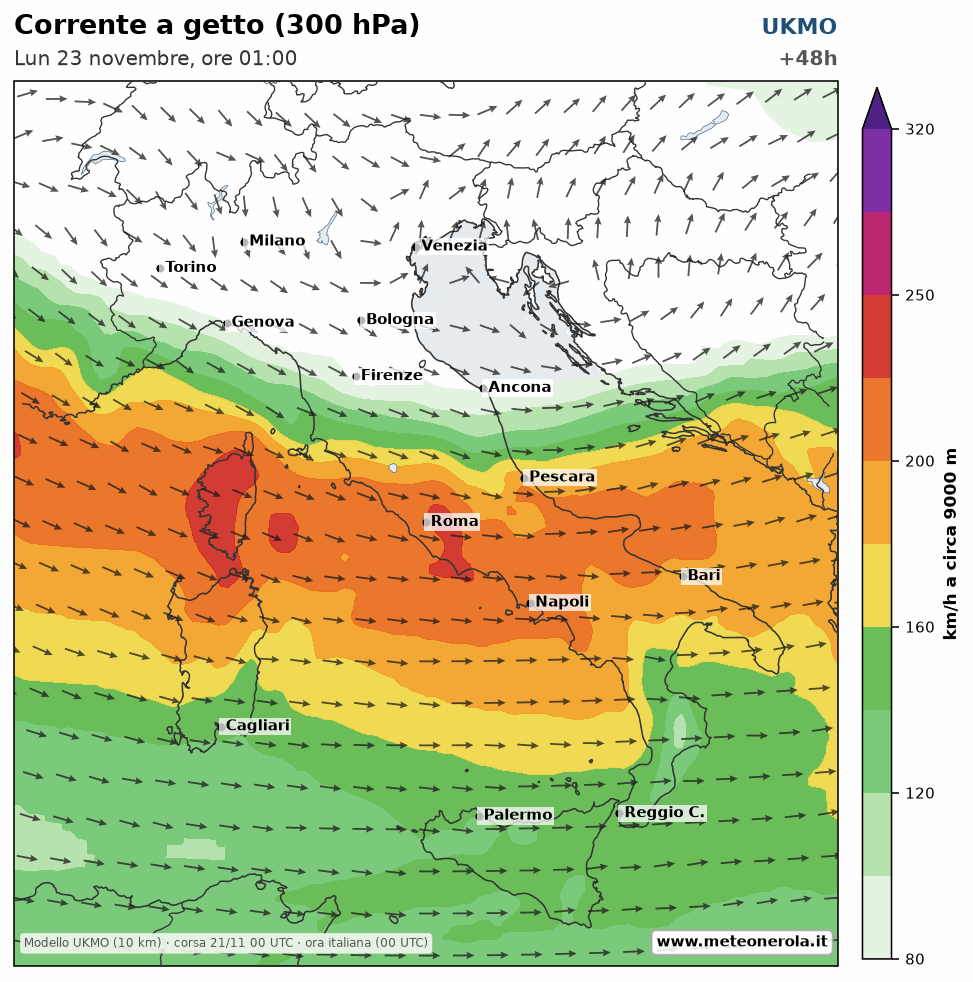 Corrente a getto (300 hPa)
UKMO
Lun 23 novembre, ore 01:00
+48h
Venezia
Milano
Torino
Genova
Bologna
Firenze
Ancona
Pescara
Roma
Bari
Napoli
Cagliari
Palermo
Reggio C.
320
250
200
160
120
80
km/h a circa 9000 m
Modello UKMO (10 km) · corsa 21/11 00 UTC · ora italiana (00 UTC)
www.meteonerola.it